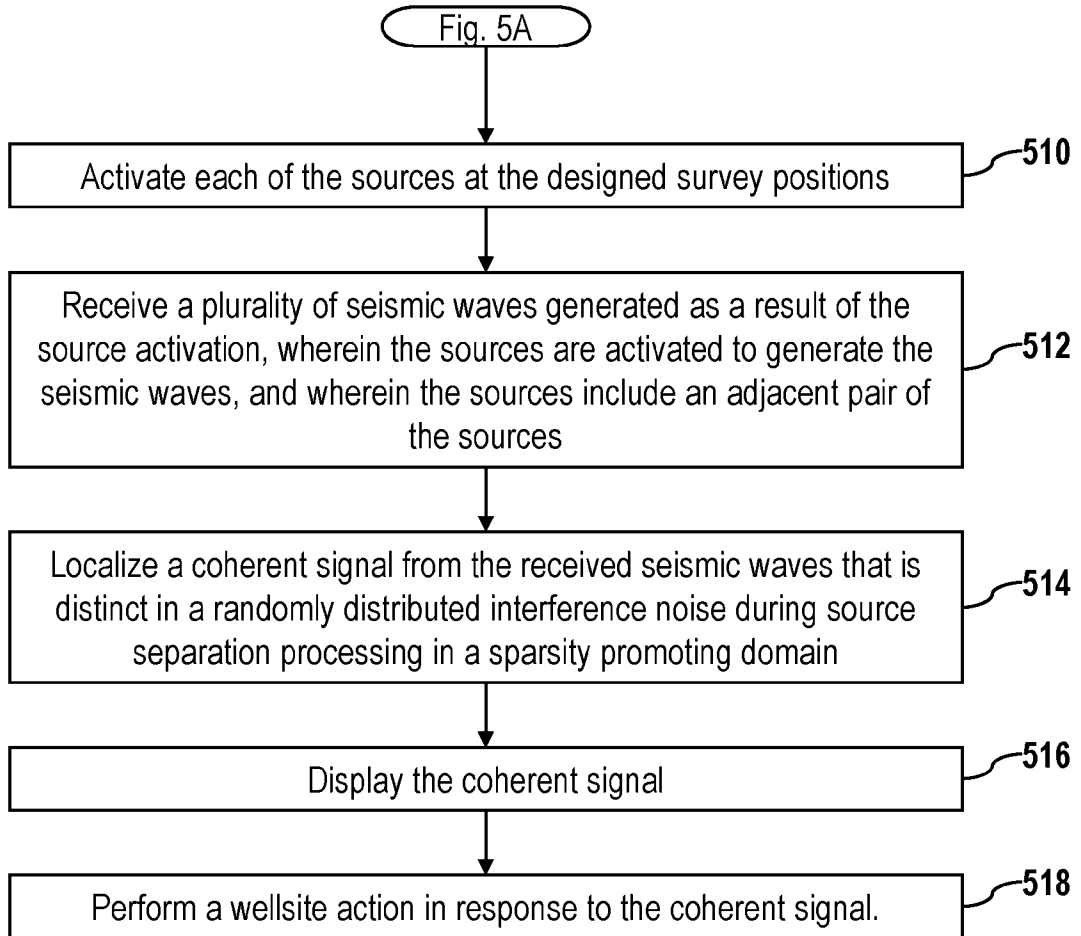 Fig. 5A
Activate each of the sources at the designed survey positions
510
Receive a plurality of seismic waves generated as a result of the
source activation, wherein the sources are activated to generate the
seismic waves, and wherein the sources include an adjacent pair of
the sources
512
Localize a coherent signal from the received seismic waves that is
distinct in a randomly distributed interference noise during source
separation processing in a sparsity promoting domain
514
Display the coherent signal
516
Perform a wellsite action in response to the coherent signal.
518